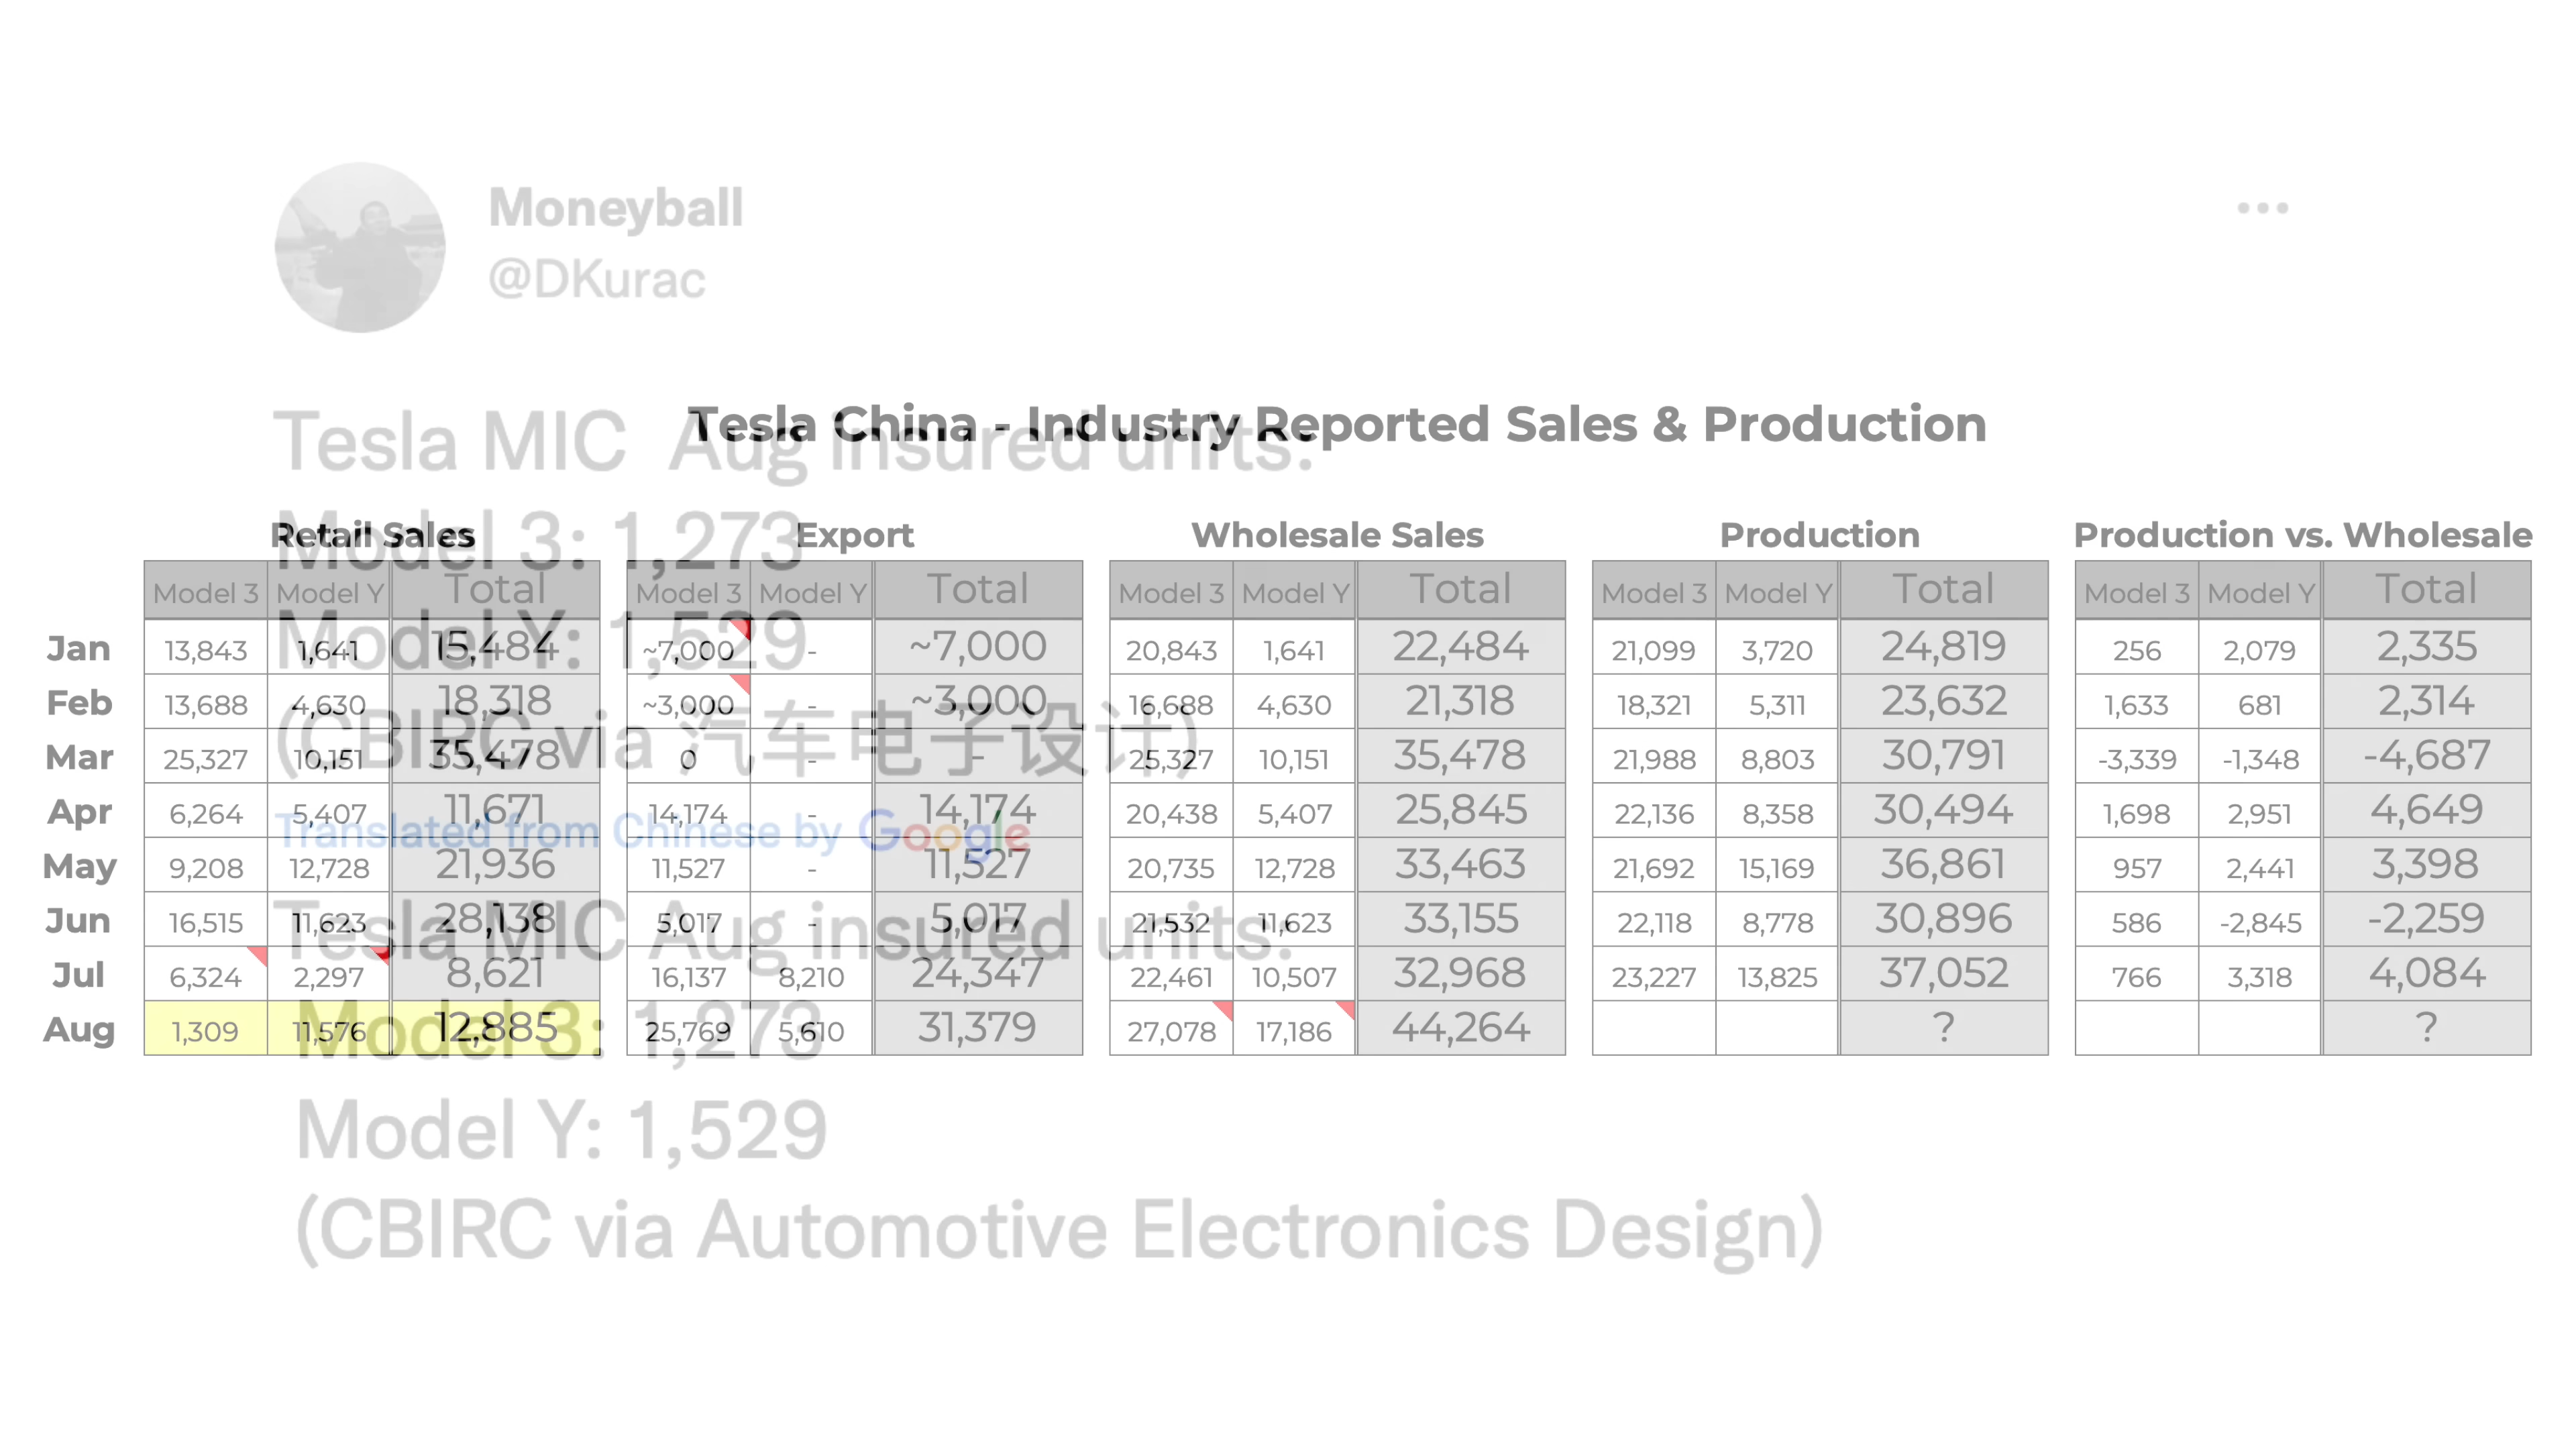 Moneyball
@DKurac
Tesla MIC  Aug insured units:
Model 3: 1,273
Model Y: 1,529
(CBIRC via 汽车电子设计)
Translated from Chinese by Google
Tesla MIC Aug insured units:
Model 3: 1,273
Model Y: 1,529
(CBIRC via Automotive Electronics Design)
Tesla China - Industry Reported Sales & Production
Retail Sales Export Wholesale Sales Production Production vs. Wholesale
Model 3 Model Y Total Model 3 Model Y Total Model 3 Model Y Total Model 3 Model Y Total Model 3 Model Y Total
Jan 13,843 1,641 15,484 ~7,000 - ~7,000 20,843 1,641 22,484 21,099 3,720 24,819 256 2,079 2,335
Feb 13,688 4,630 18,318 ~3,000 - ~3,000 16,688 4,630 21,318 18,321 5,311 23,632 1,633 681 2,314
Mar 25,327 10,151 35,478 0 - - 25,327 10,151 35,478 21,988 8,803 30,791 -3,339 -1,348 -4,687
Apr 6,264 5,407 11,671 14,174 - 14,174 20,438 5,407 25,845 22,136 8,358 30,494 1,698 2,951 4,649
May 9,208 12,728 21,936 11,527 - 11,527 20,735 12,728 33,463 21,692 15,169 36,861 957 2,441 3,398
Jun 16,515 11,623 28,138 5,017 - 5,017 21,532 11,623 33,155 22,118 8,778 30,896 586 -2,845 -2,259
Jul 6,324 2,297 8,621 16,137 8,210 24,347 22,461 10,507 32,968 23,227 13,825 37,052 766 3,318 4,084
Aug 1,309 11,576 12,885 25,769 5,610 31,379 27,078 17,186 44,264 ? ?